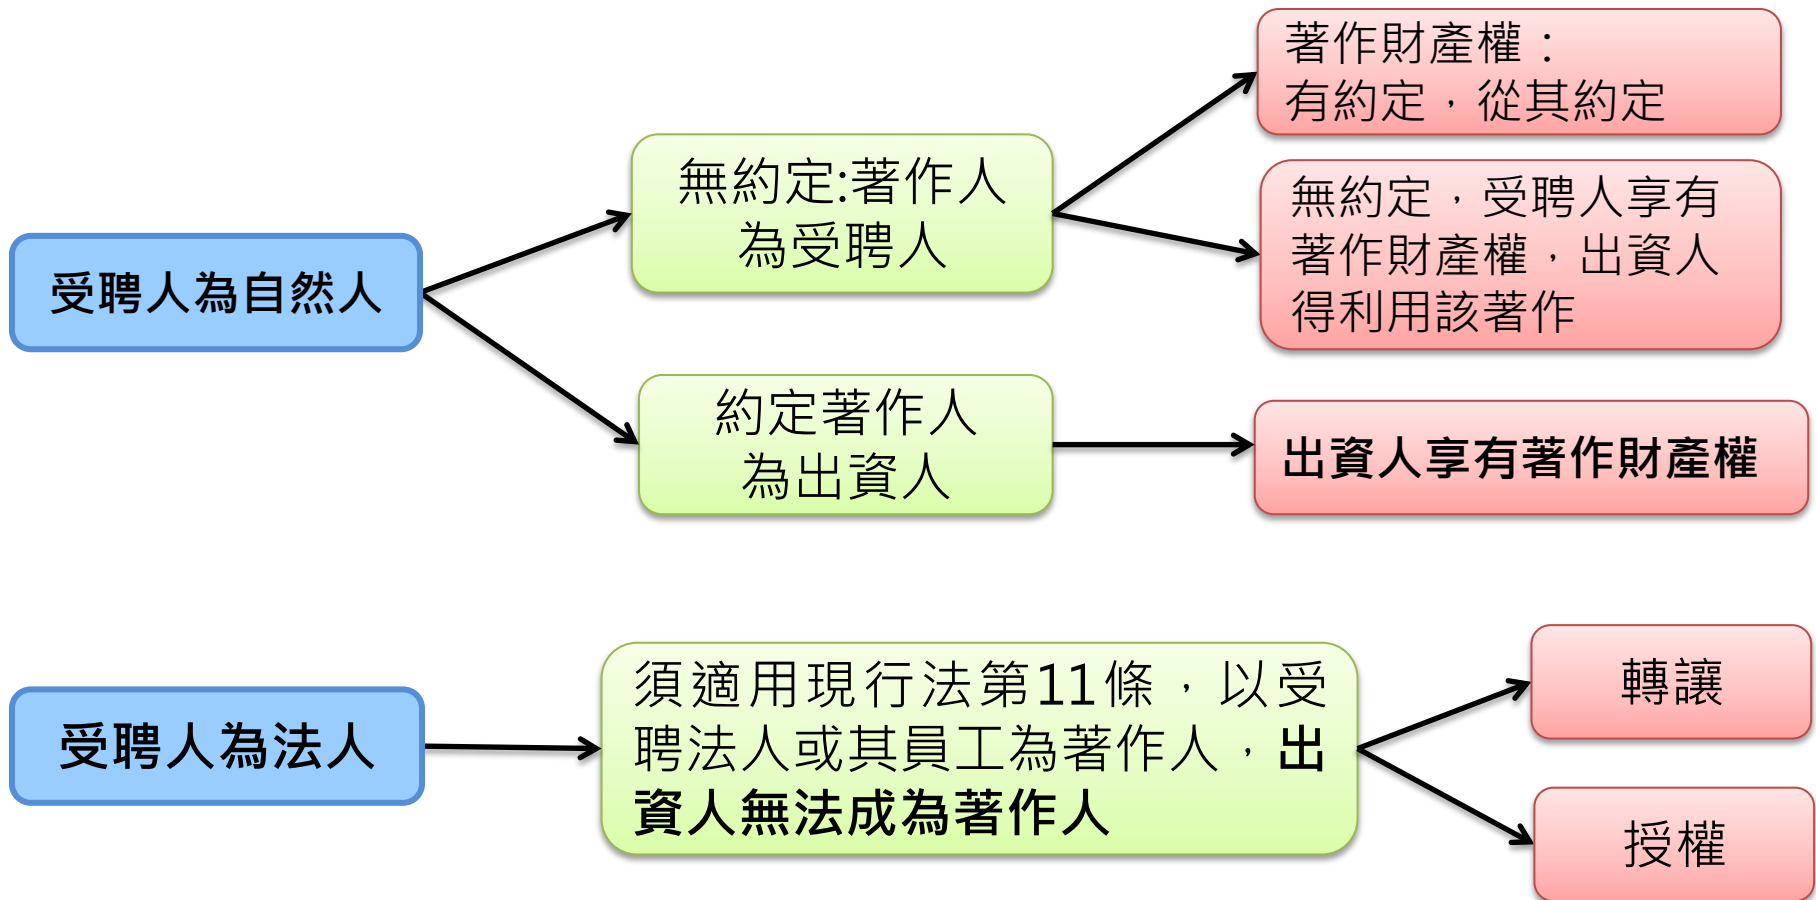 著作財產權：
有約定，從其約定
無約定:著作人
為受聘人
無約定，受聘人享有
著作財產權，出資人
得利用該著作
受聘人為自然人
約定著作人
為出資人
出資人享有著作財產權
受聘人為法人
須適用現行法第11條，以受
聘法人或其員工為著作人，出
資人無法成為著作人
轉讓
授權